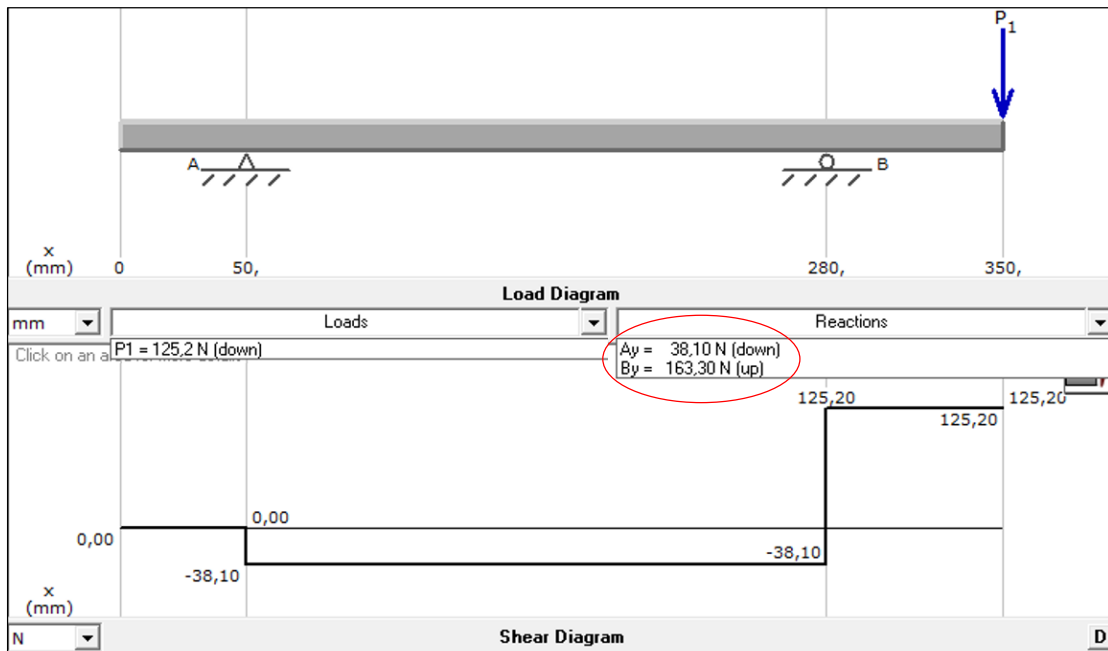 P1
A
B
x
(mm)
0
50,
280,
350,
Load Diagram
mm
Loads
Reactions
Click on an a
P1 = 125,2 N (down)
Ay = 38,10 N (down)
By = 163,30 N (up)
125,20
125,20
125,20
0,00
0,00
-38,10
-38,10
x
(mm)
N
Shear Diagram
D